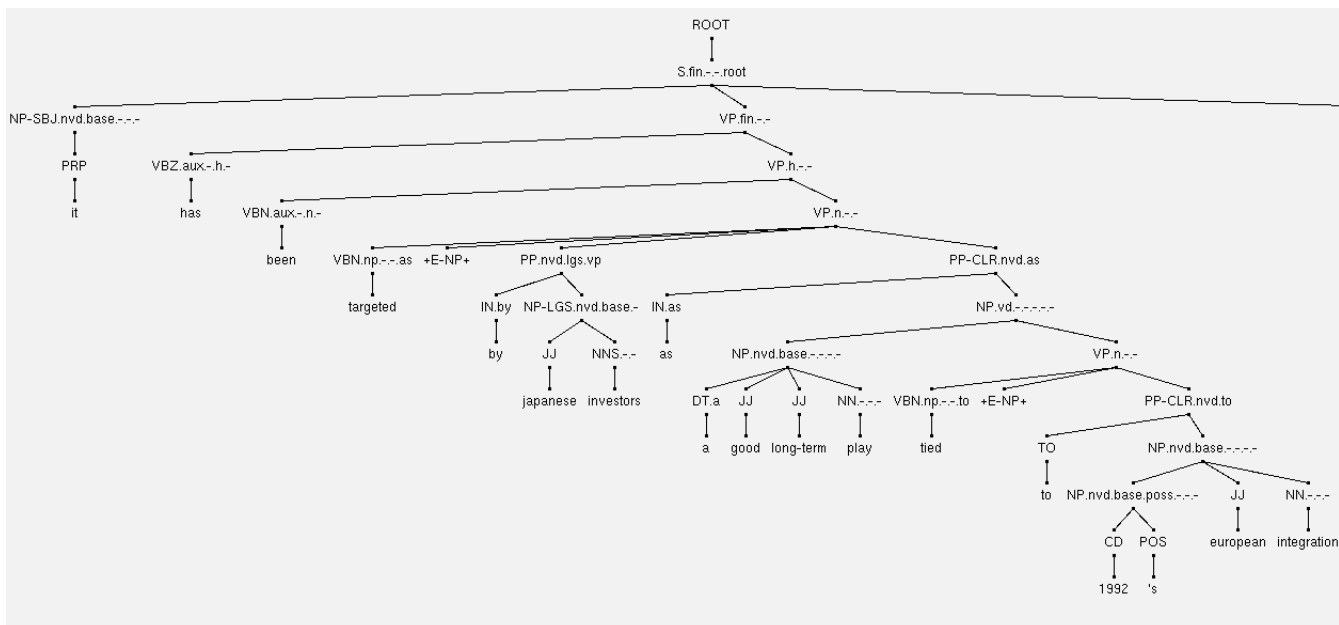 ROOT
S.fin.-.-.root
NP-SBJ.nvd.base.-.-.- VP.fin.-.-
PRP VBZ.aux.-.h.- VP.h.-.-
it has VBN.aux.-.n.- VP.n.-.-
been VBN.np.-.-.as +E-NP+ PP.nvd.lgs.vp PP-CLR.nvd.as
targeted IN.by NP-LGS.nvd.base.- IN.as NP.vd.-.-.-.-.-
by JJ NNS.-.- as NP.nvd.base.-.-.-.- VP.n.-.-
japanese investors DT.a JJ JJ NN.-.-.- VBN.np.-.-.to +E-NP+ PP-CLR.nvd.to
a good long-term play tied TO NP.nvd.base.-.-.-.-
to NP.nvd.base.poss.-.-.- JJ NN.-.-.-
CD POS european integration
1992 's